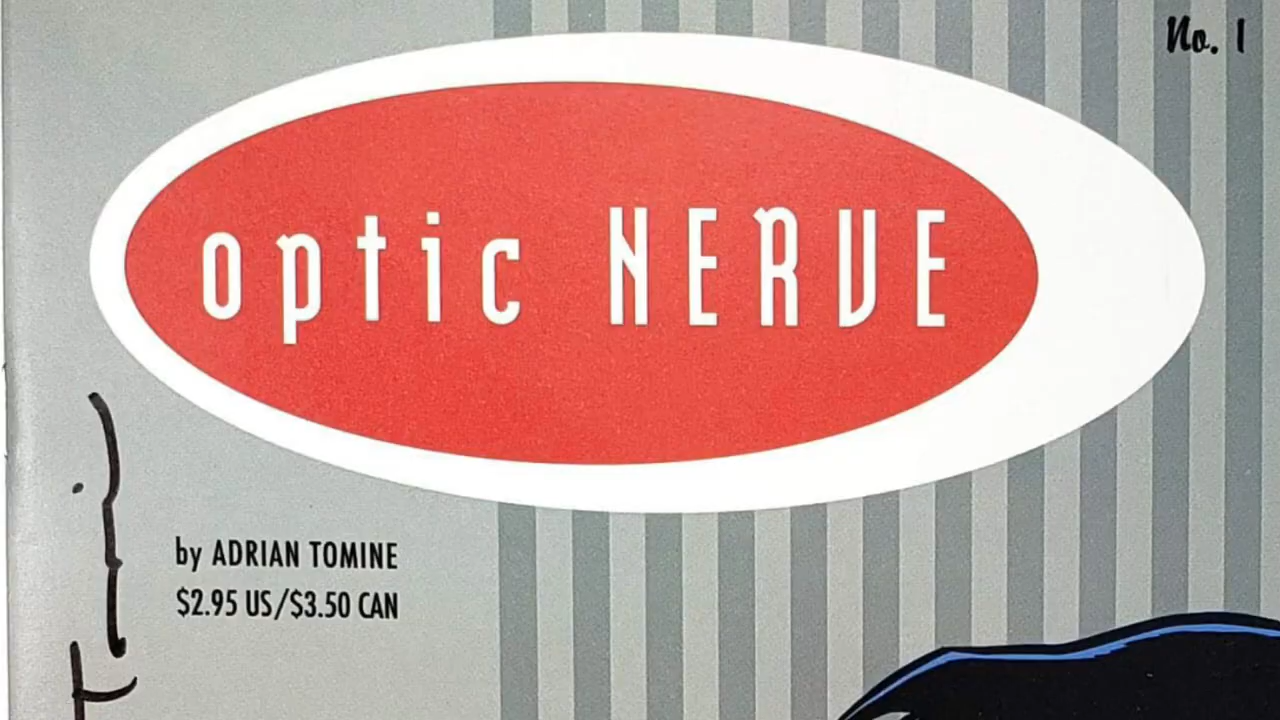 No. 1
optic NERVE
by ADRIAN TOMINE
$2.95 US/$3.50 CAN